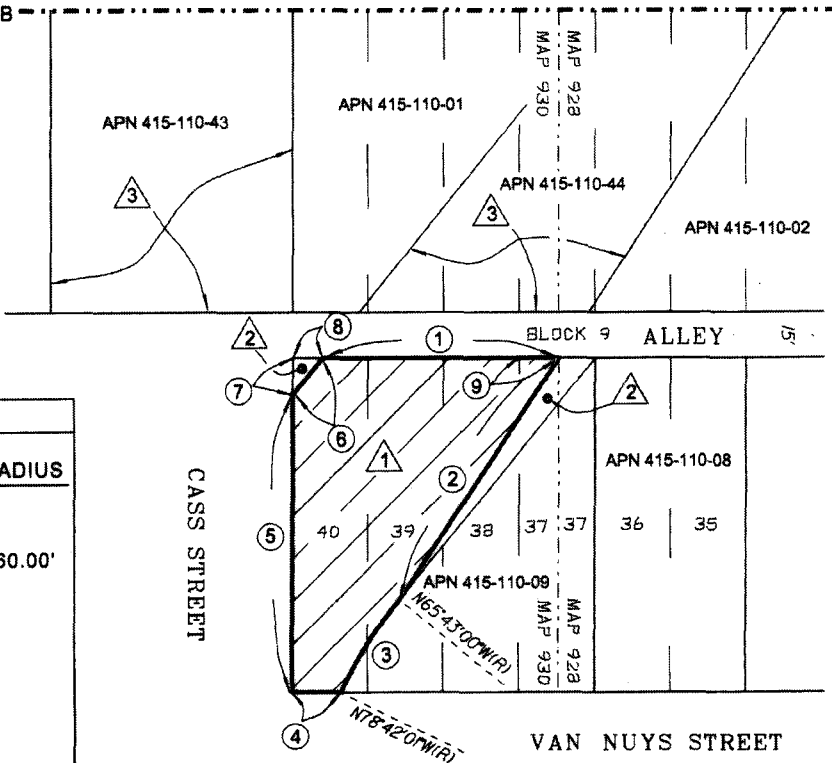 B
MAP 930
MAP 928
APN 415-110-43
APN 415-110-01
3
APN 415-110-44
3
APN 415-110-02
8
1
BLOCK 9
ALLEY
15'
2
7
9
2
6
ADIUS
1
2
APN 415-110-08
CASS STREET
5
40
39
38
37
37
36
35
60.00'
APN 415-110-09
N65°43'00"W(R)
MAP 930
MAP 928
3
4
N78°42'01"W(R)
VAN NUYS STREET